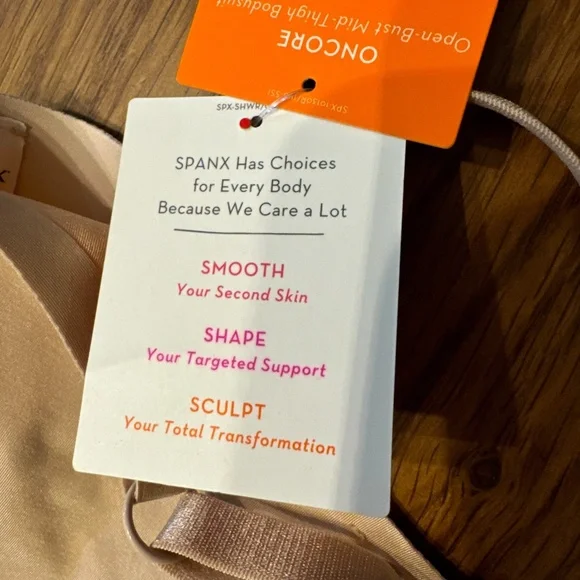 Open-Bust Mid-Thigh Bodysuit
ONCORE
SPANX Has Choices
for Every Body
Because We Care a Lot
SMOOTH
Your Second Skin
SHAPE
Your Targeted Support
SCULPT
Your Total Transformation